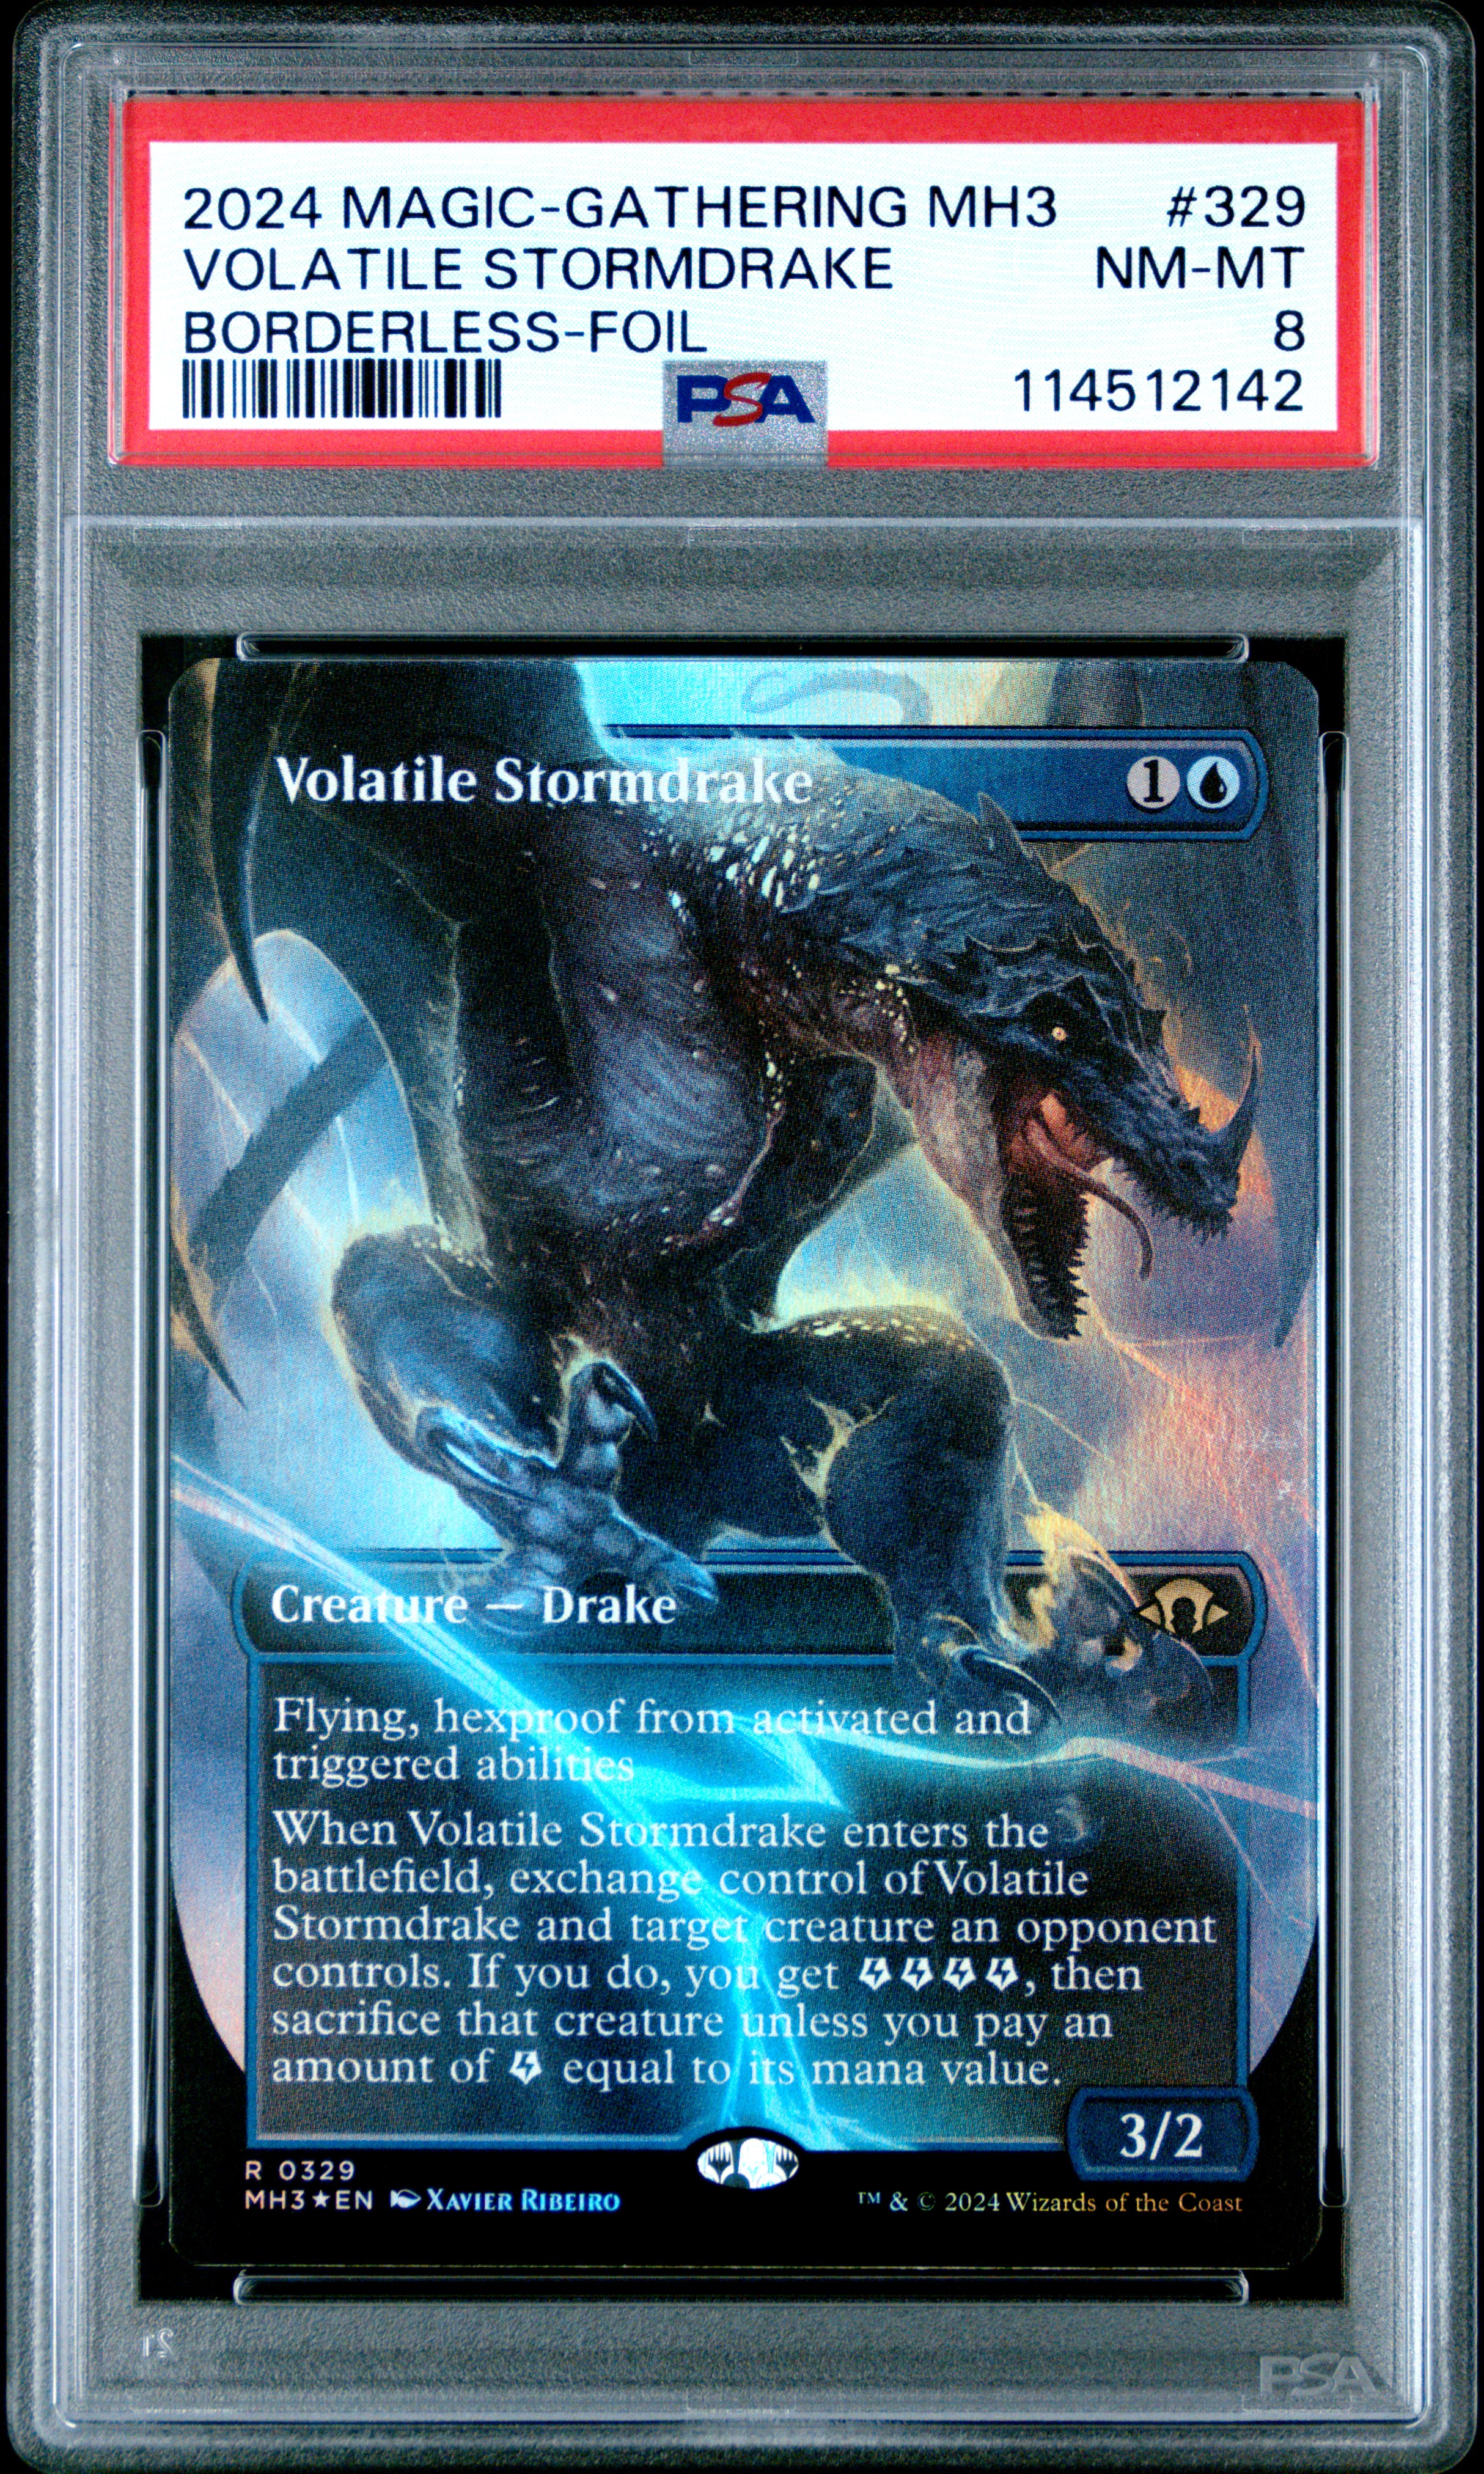 2024 MAGIC-GATHERING MH3 #329
VOLATILE STORMDRAKE NM-MT
BORDERLESS-FOIL 8
PSA 114512142
Volatile Stormdrake 1
Creature — Drake
Flying, hexproof from activated and
triggered abilities
When Volatile Stormdrake enters the
battlefield, exchange control of Volatile
Stormdrake and target creature an opponent
controls. If you do, you get , then
sacrifice that creature unless you pay an
amount of equal to its mana value.
3/2
R 0329
MH3★EN XAVIER RIBEIRO ™ & © 2024 Wizards of the Coast
PSA